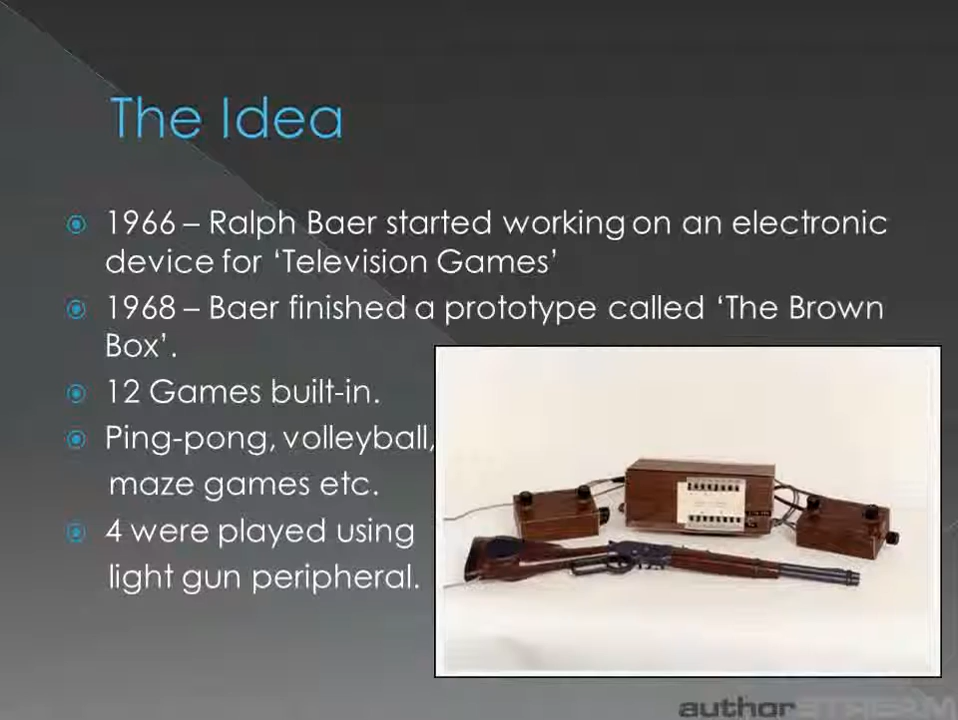 The Idea
1966 – Ralph Baer started working on an electronic
device for ‘Television Games’
1968 – Baer finished a prototype called ‘The Brown
Box’.
12 Games built-in.
Ping-pong, volleyball,
maze games etc.
4 were played using
light gun peripheral.
authorSTREAM